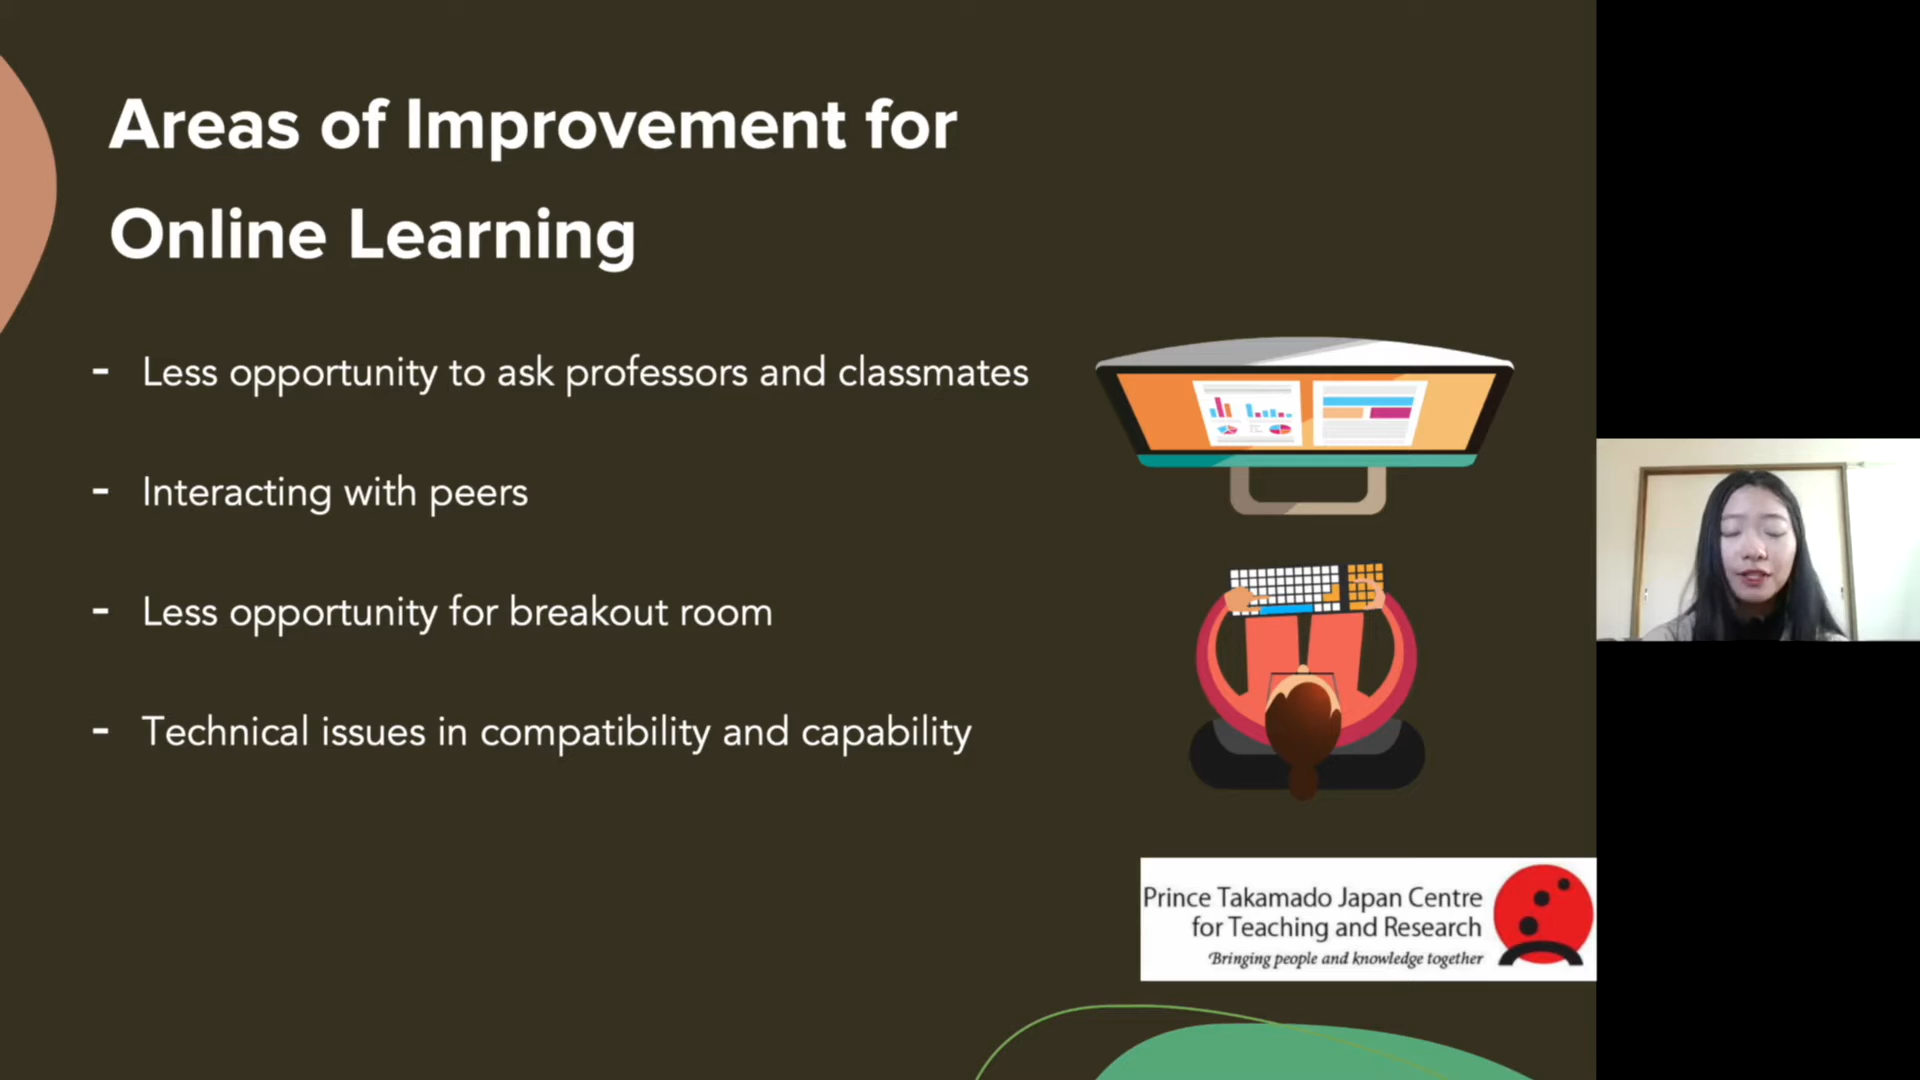 Areas of Improvement for
Online Learning
- Less opportunity to ask professors and classmates
- Interacting with peers
- Less opportunity for breakout room
- Technical issues in compatibility and capability
Prince Takamado Japan Centre
for Teaching and Research
Bringing people and knowledge together